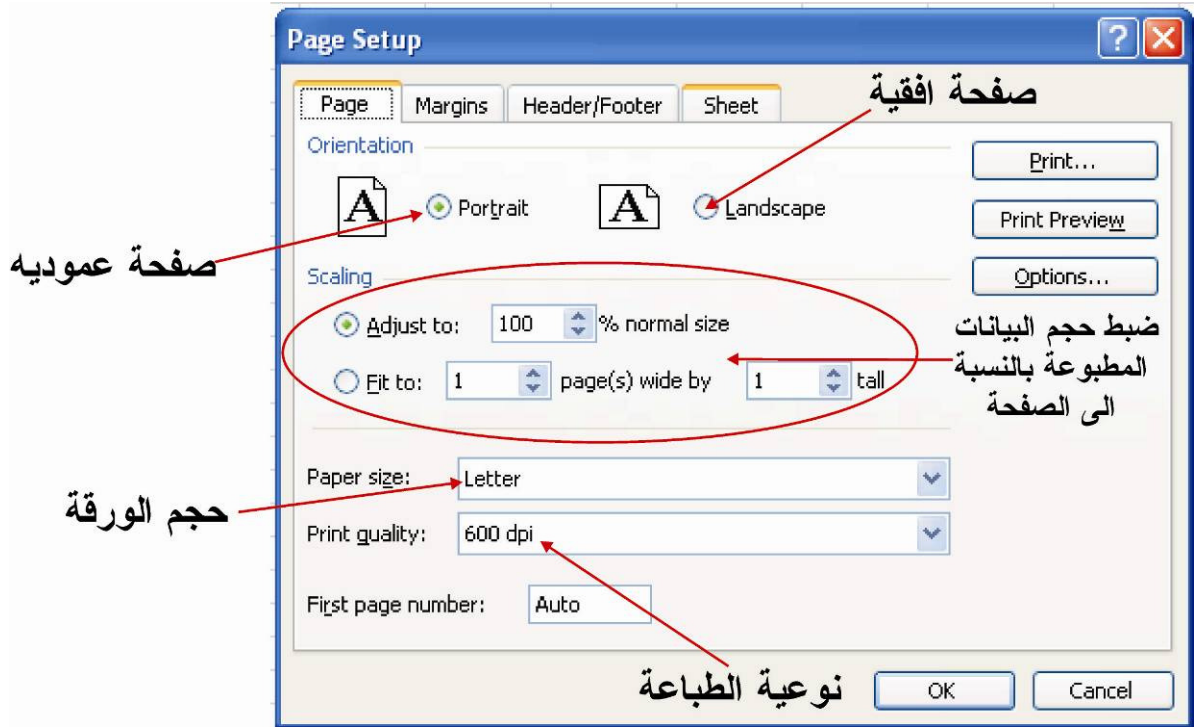 Page Setup
Page Margins Header/Footer Sheet
صفحة افقية
Orientation
Print...
A Portrait A Landscape
Print Preview
صفحة عموديه
Scaling
Options...
Adjust to: 100 % normal size
ضبط حجم البيانات
المطبوعة بالنسبة
الى الصفحة
Fit to: 1 page(s) wide by 1 tall
Paper size: Letter
حجم الورقة
Print quality: 600 dpi
First page number: Auto
نوعية الطباعة
OK Cancel